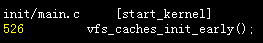 init/main.c    [start_kernel]
526        vfs_caches_init_early();